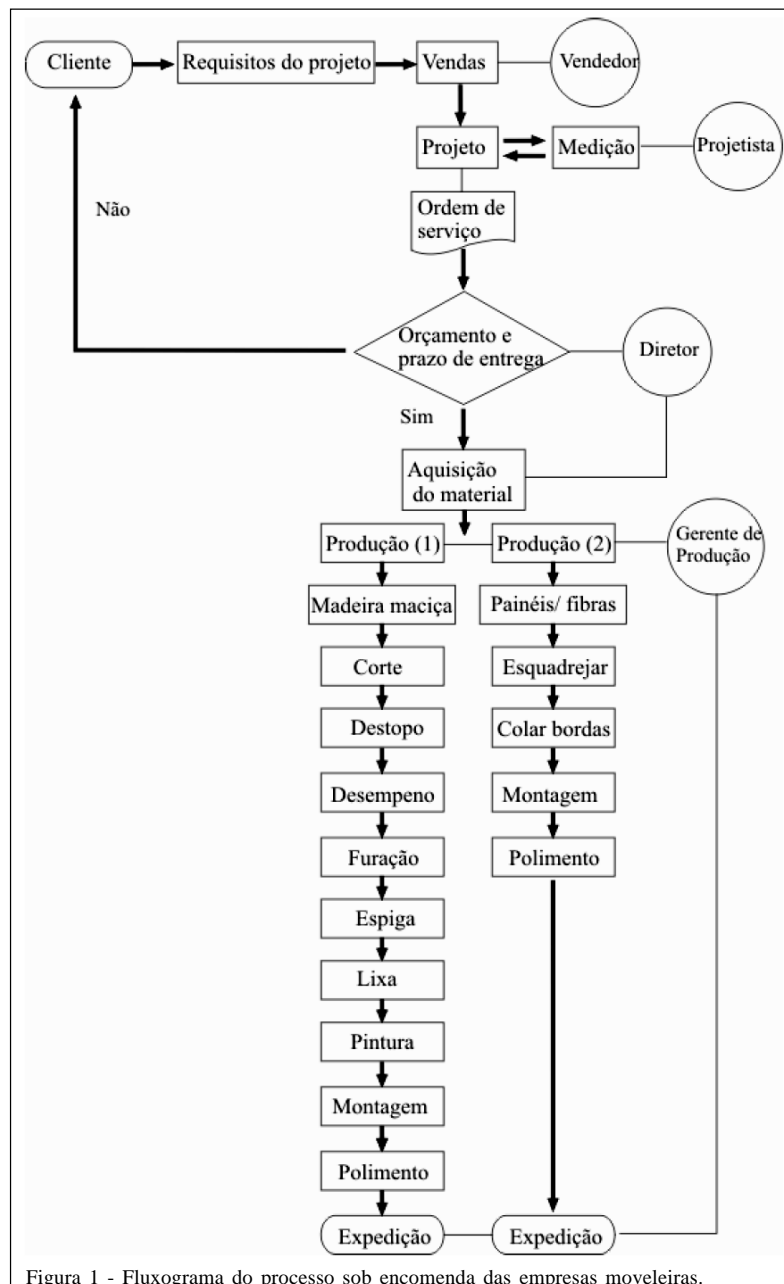 Cliente
Requisitos do projeto
Vendas
Vendedor
Projeto
Medição
Projetista
Não
Ordem de
serviço
Orçamento e
prazo de entrega
Diretor
Sim
Aquisição
do material
Produção (1)
Produção (2)
Gerente de
Produção
Madeira maciça
Painéis/ fibras
Corte
Esquadrejar
Destopo
Colar bordas
Desempeno
Montagem
Furação
Polimento
Espiga
Lixa
Pintura
Montagem
Polimento
Expedição
Expedição
Figura 1 - Fluxograma do processo sob encomenda das empresas moveleiras.